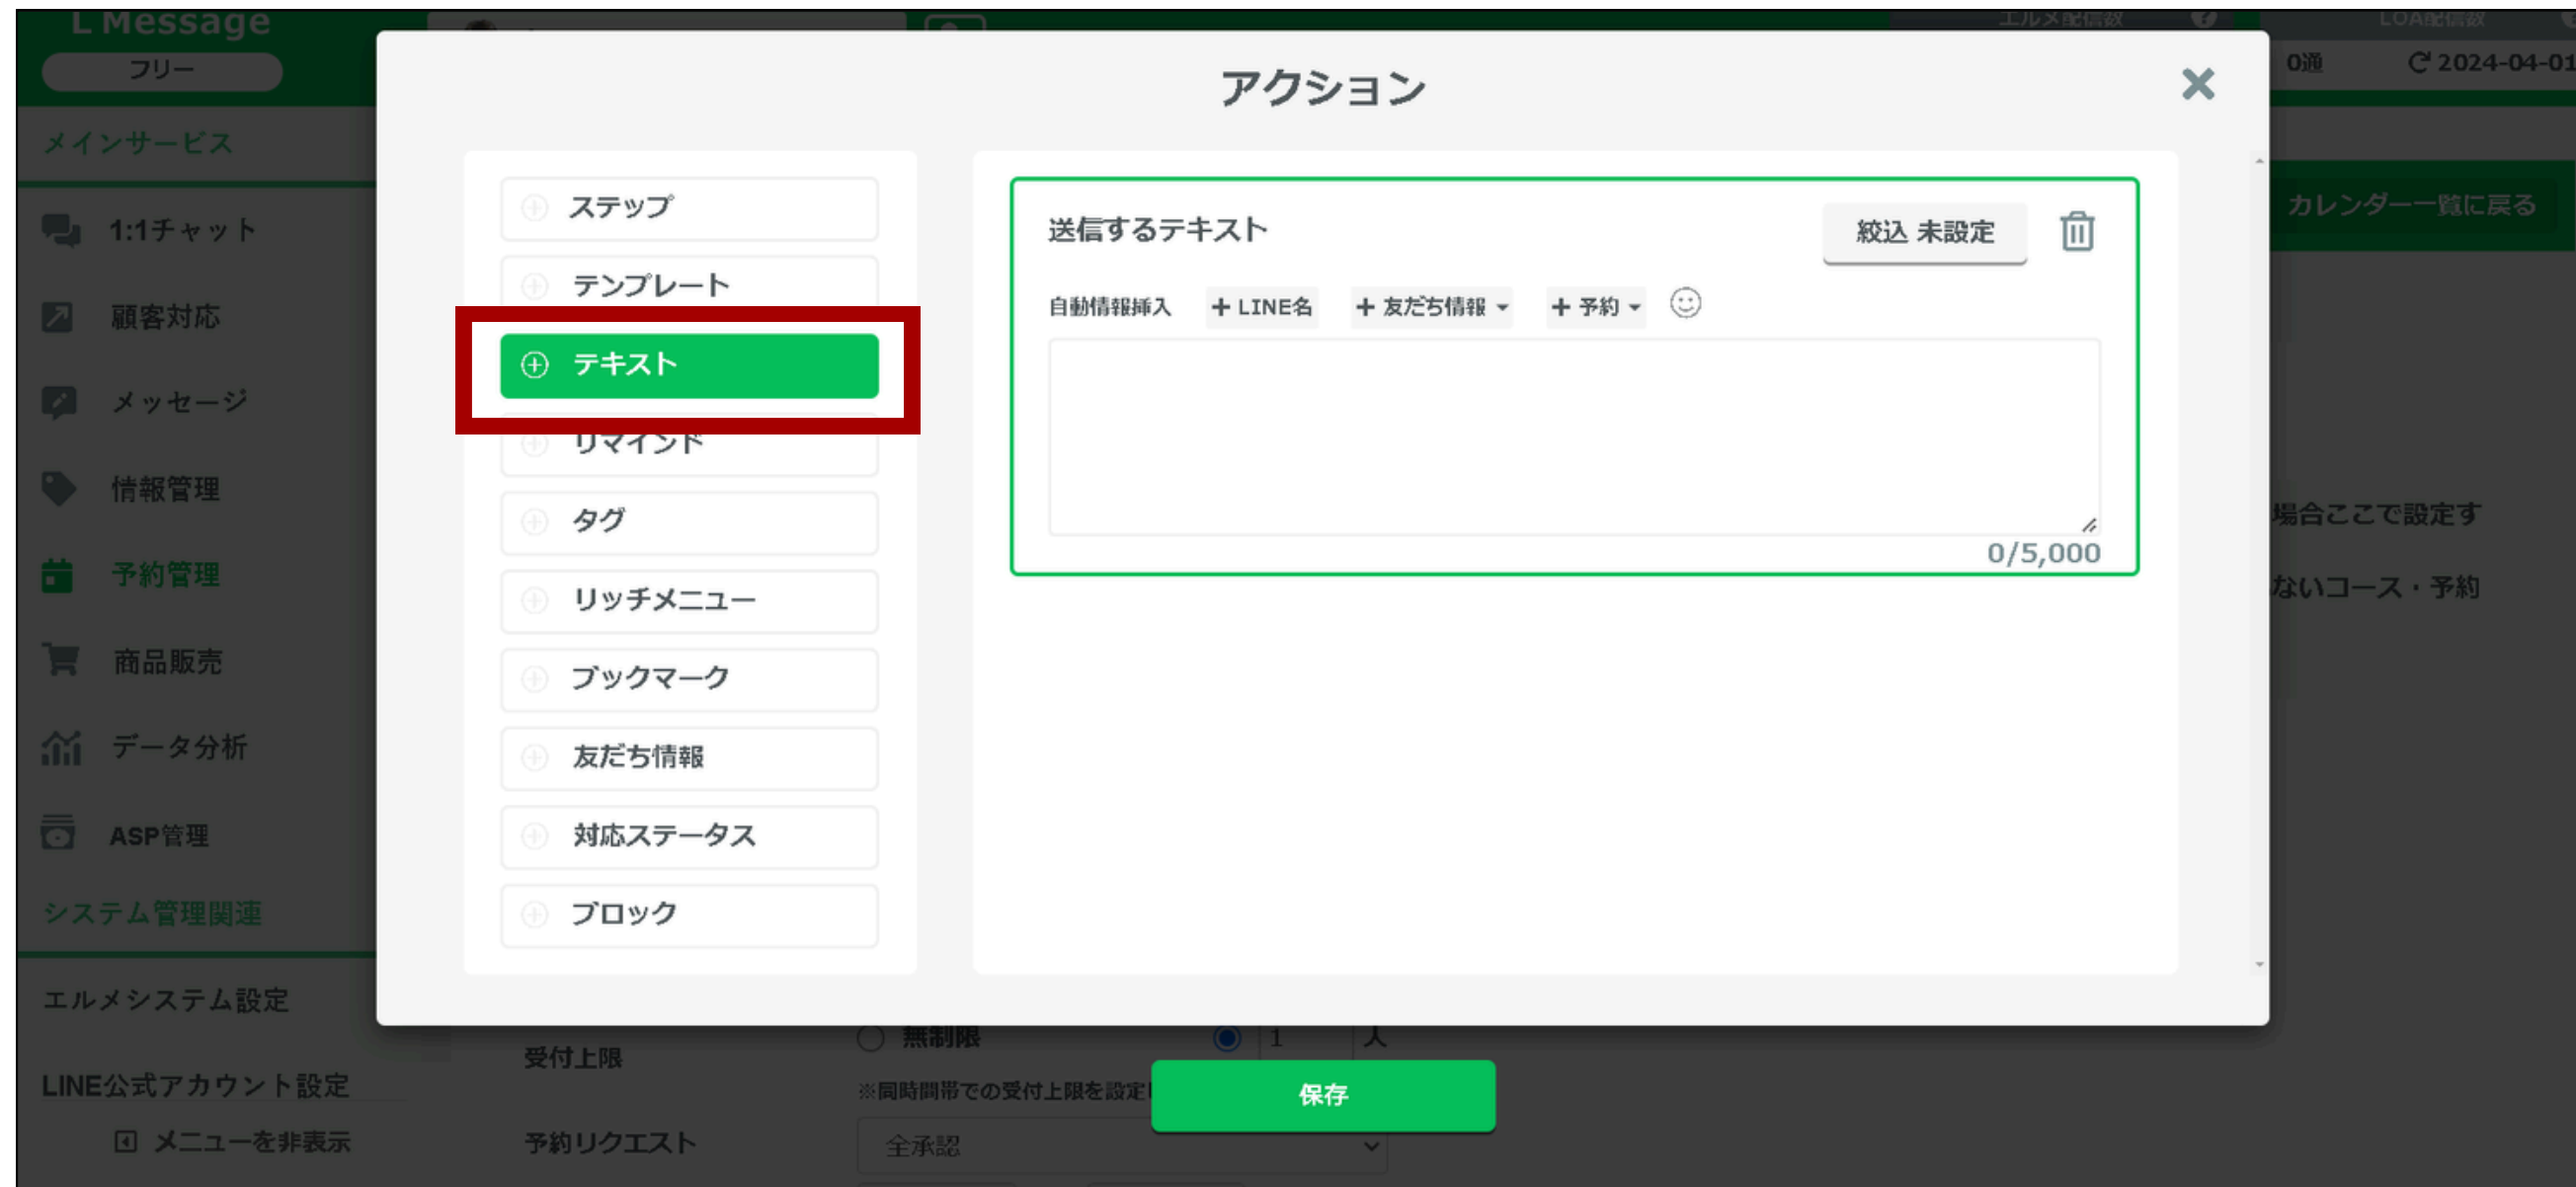 L Message
フリー
エルメ配信数
LOA配信数
0通
2024-04-01
メインサービス
1:1チャット
顧客対応
メッセージ
情報管理
予約管理
商品販売
データ分析
ASP管理
システム管理関連
エルメシステム設定
LINE公式アカウント設定
メニューを非表示
アクション
ステップ
テンプレート
テキスト
リマインド
タグ
リッチメニュー
ブックマーク
友だち情報
対応ステータス
ブロック
送信するテキスト
絞込 未設定
自動情報挿入 + LINE名 + 友だち情報 + 予約
0/5,000
カレンダー一覧に戻る
場合ここで設定す
ないコース・予約
受付上限
無制限
1 人
※同時間帯での受付上限を設定
保存
予約リクエスト
全承認